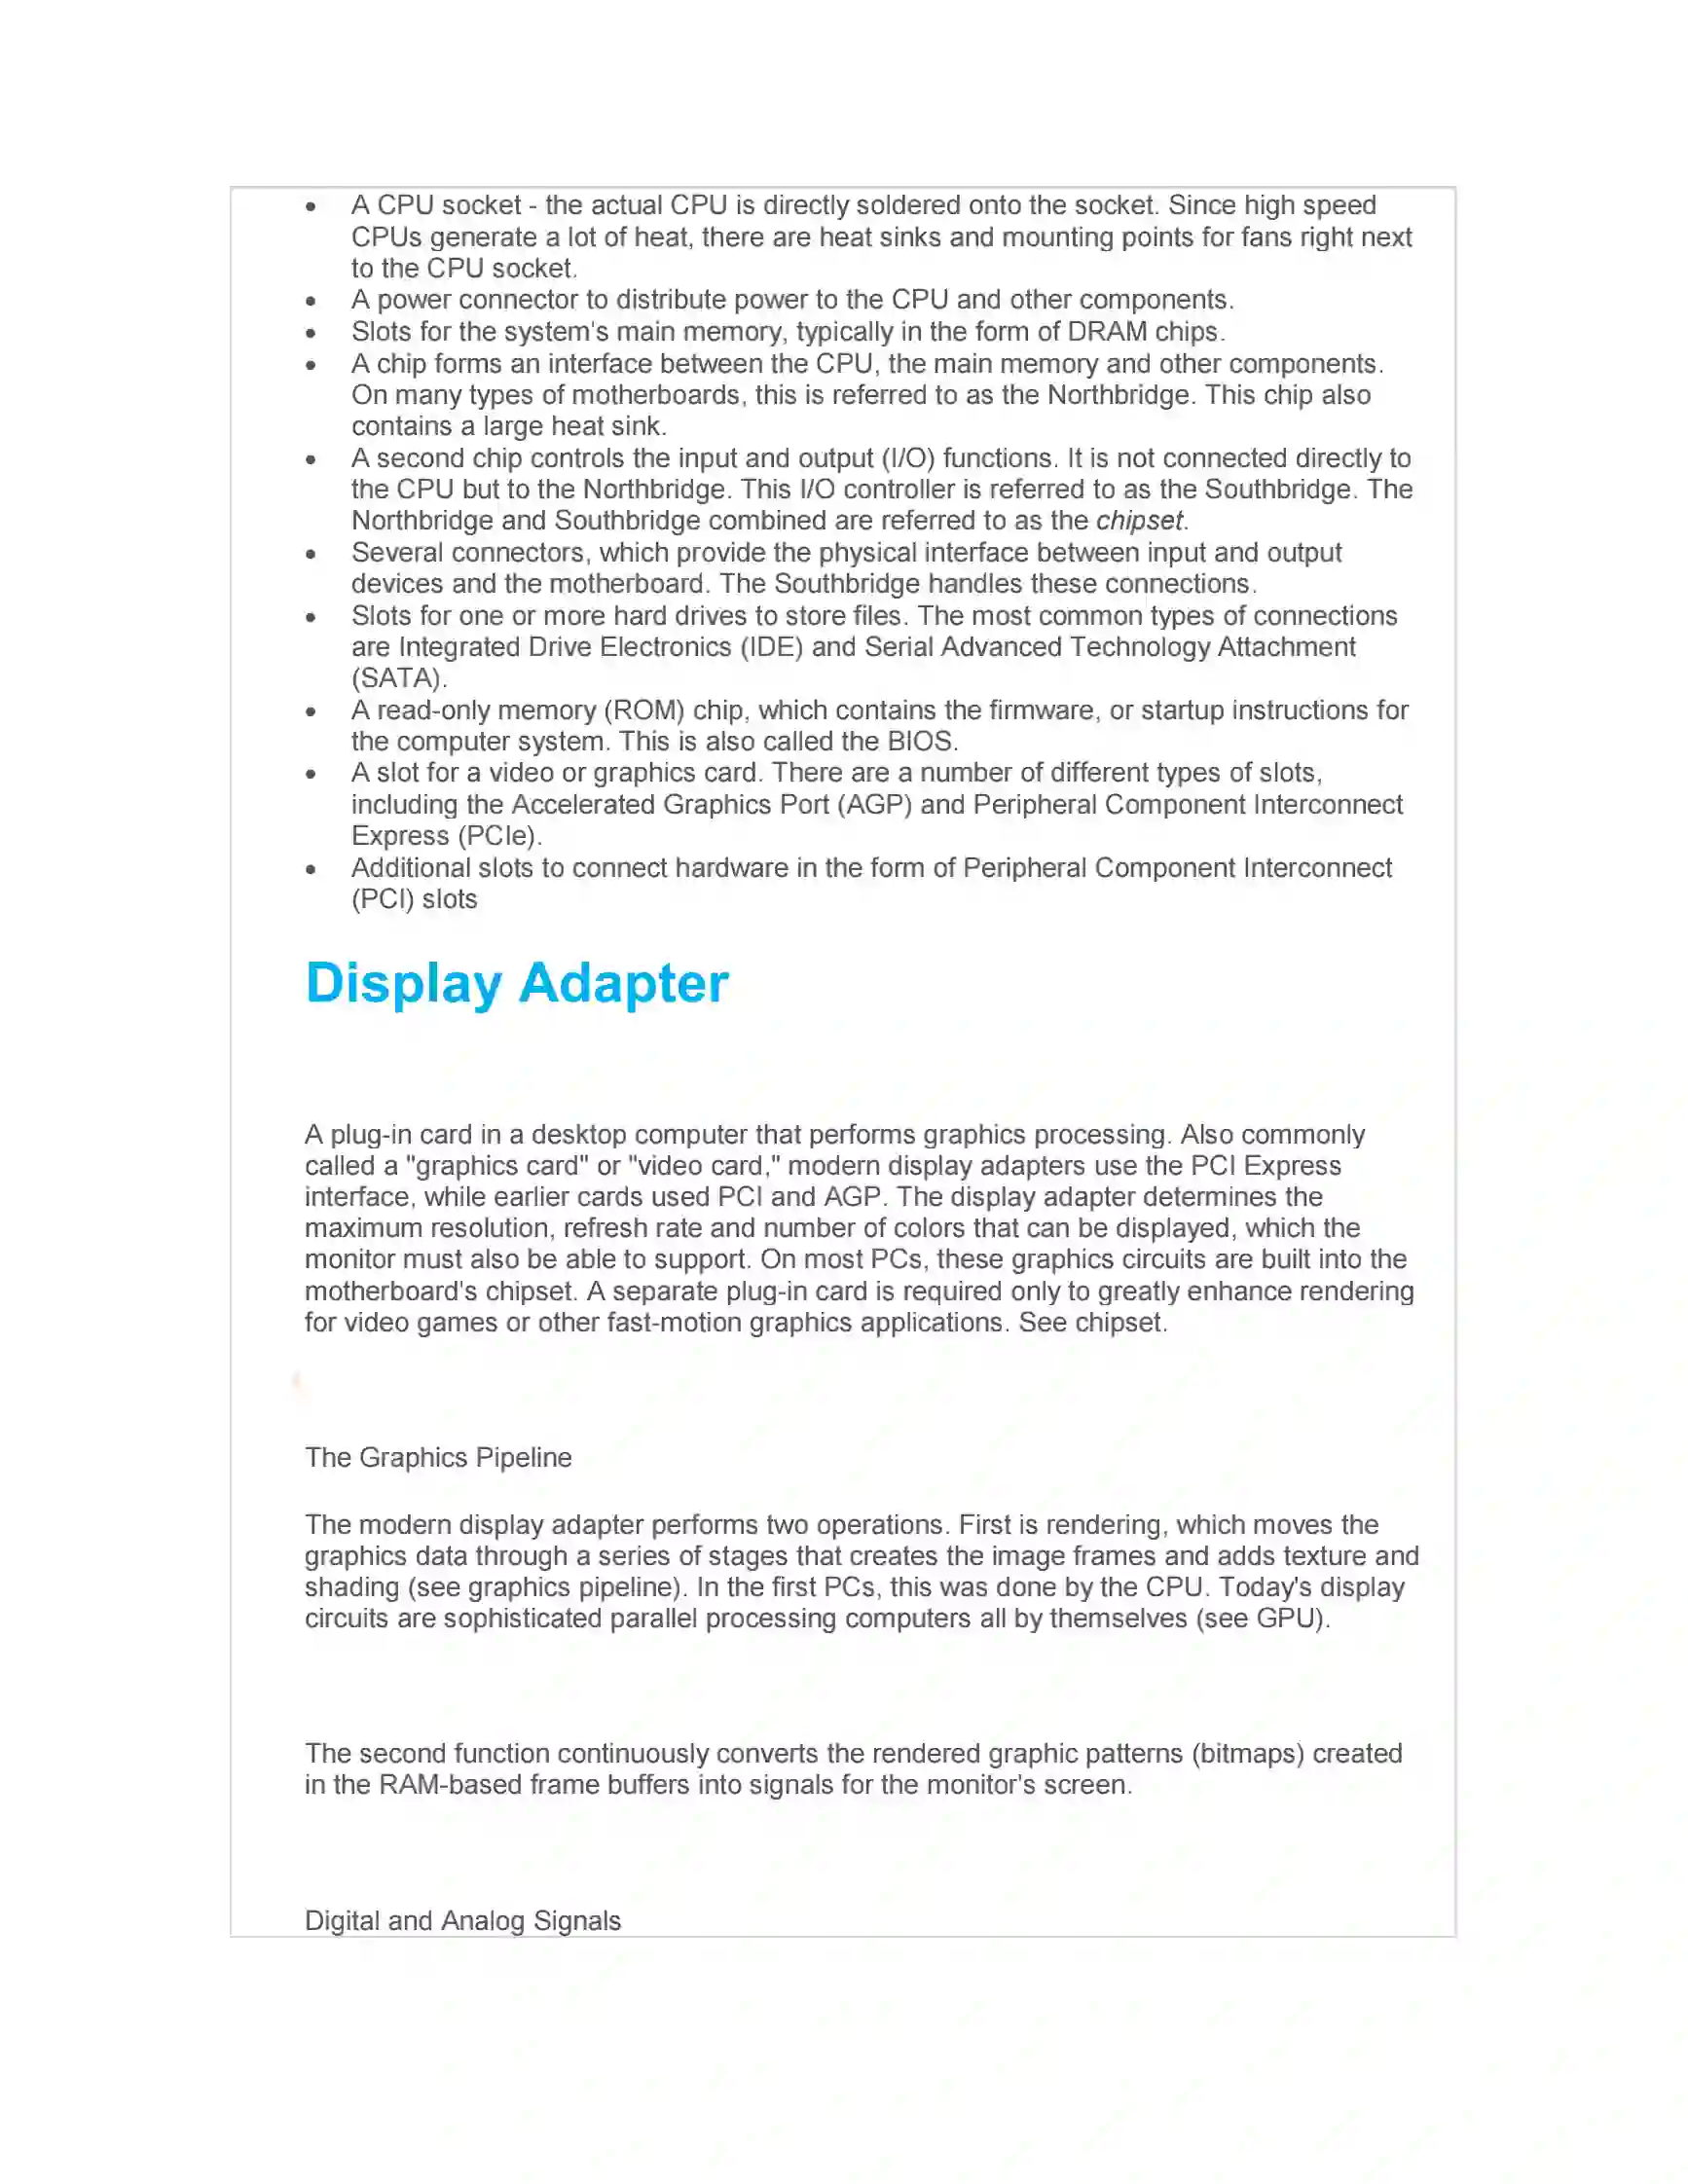 • A CPU socket - the actual CPU is directly soldered onto the socket. Since high speed
CPUs generate a lot of heat, there are heat sinks and mounting points for fans right next
to the CPU socket.
• A power connector to distribute power to the CPU and other components.
• Slots for the system's main memory, typically in the form of DRAM chips.
• A chip forms an interface between the CPU, the main memory and other components.
On many types of motherboards, this is referred to as the Northbridge. This chip also
contains a large heat sink.
• A second chip controls the input and output (I/O) functions. It is not connected directly to
the CPU but to the Northbridge. This I/O controller is referred to as the Southbridge. The
Northbridge and Southbridge combined are referred to as the chipset.
• Several connectors, which provide the physical interface between input and output
devices and the motherboard. The Southbridge handles these connections.
• Slots for one or more hard drives to store files. The most common types of connections
are Integrated Drive Electronics (IDE) and Serial Advanced Technology Attachment
(SATA).
• A read-only memory (ROM) chip, which contains the firmware, or startup instructions for
the computer system. This is also called the BIOS.
• A slot for a video or graphics card. There are a number of different types of slots,
including the Accelerated Graphics Port (AGP) and Peripheral Component Interconnect
Express (PCIe).
• Additional slots to connect hardware in the form of Peripheral Component Interconnect
(PCI) slots
Display Adapter
A plug-in card in a desktop computer that performs graphics processing. Also commonly
called a "graphics card" or "video card," modern display adapters use the PCI Express
interface, while earlier cards used PCI and AGP. The display adapter determines the
maximum resolution, refresh rate and number of colors that can be displayed, which the
monitor must also be able to support. On most PCs, these graphics circuits are built into the
motherboard's chipset. A separate plug-in card is required only to greatly enhance rendering
for video games or other fast-motion graphics applications. See chipset.
The Graphics Pipeline
The modern display adapter performs two operations. First is rendering, which moves the
graphics data through a series of stages that creates the image frames and adds texture and
shading (see graphics pipeline). In the first PCs, this was done by the CPU. Today's display
circuits are sophisticated parallel processing computers all by themselves (see GPU).
The second function continuously converts the rendered graphic patterns (bitmaps) created
in the RAM-based frame buffers into signals for the monitor's screen.
Digital and Analog Signals